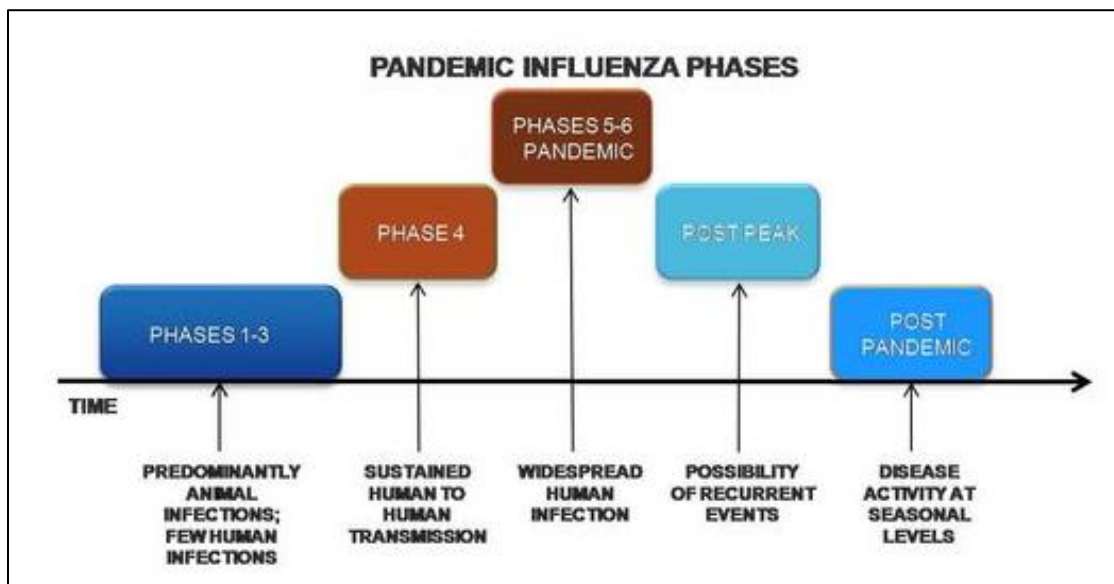 PANDEMIC INFLUENZA PHASES
PHASES 5-6
PANDEMIC
PHASE 4
POST PEAK
PHASES 1-3
POST
PANDEMIC
TIME
PREDOMINANTLY
ANIMAL
INFECTIONS;
FEW HUMAN
INFECTIONS
SUSTAINED
HUMAN TO
HUMAN
TRANSMISSION
WIDESPREAD
HUMAN
INFECTION
POSSIBILITY
OF RECURRENT
EVENTS
DISEASE
ACTIVITY AT
SEASONAL
LEVELS